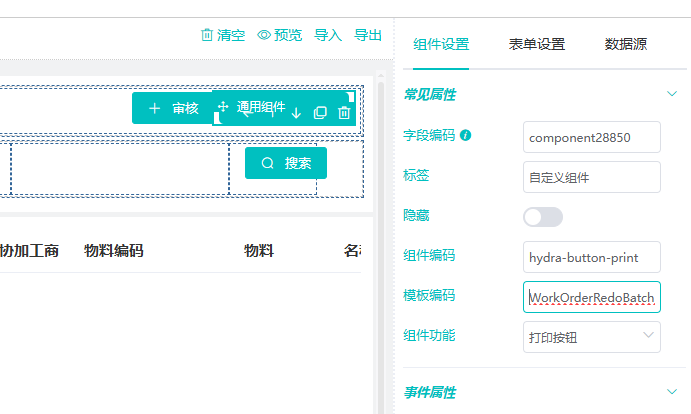 清空 预览 导入 导出
组件设置 表单设置 数据源
常见属性
审核 通用组件
字段编码 component28850
搜索
标签 自定义组件
隐藏
协加工商 物料编码 物料
组件编码 hydra-button-print
模板编码 WorkOrderRedoBatch
组件功能 打印按钮
事件属性